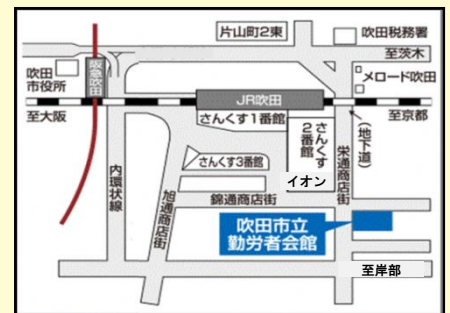 片山町2東
吹田税務署
至茨木
吹田
市役所
阪急吹田
メロード吹田
JR吹田
至大阪
さんくす1番館
至京都
(地下道)
さんくす
2番館
さんくす3番館
イオン
内環状線
旭通商店街
錦通商店街
栄通商店街
吹田市立
勤労者会館
至岸部